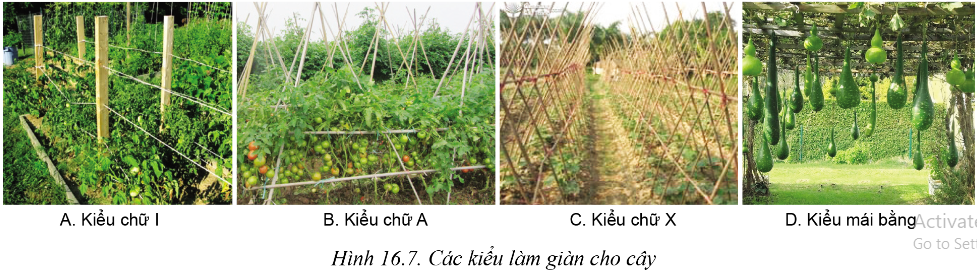 A. Kiểu chữ I
B. Kiểu chữ A
C. Kiểu chữ X
D. Kiểu mái bằng
Activate
Go to Sett
Hình 16.7. Các kiểu làm giàn cho cây